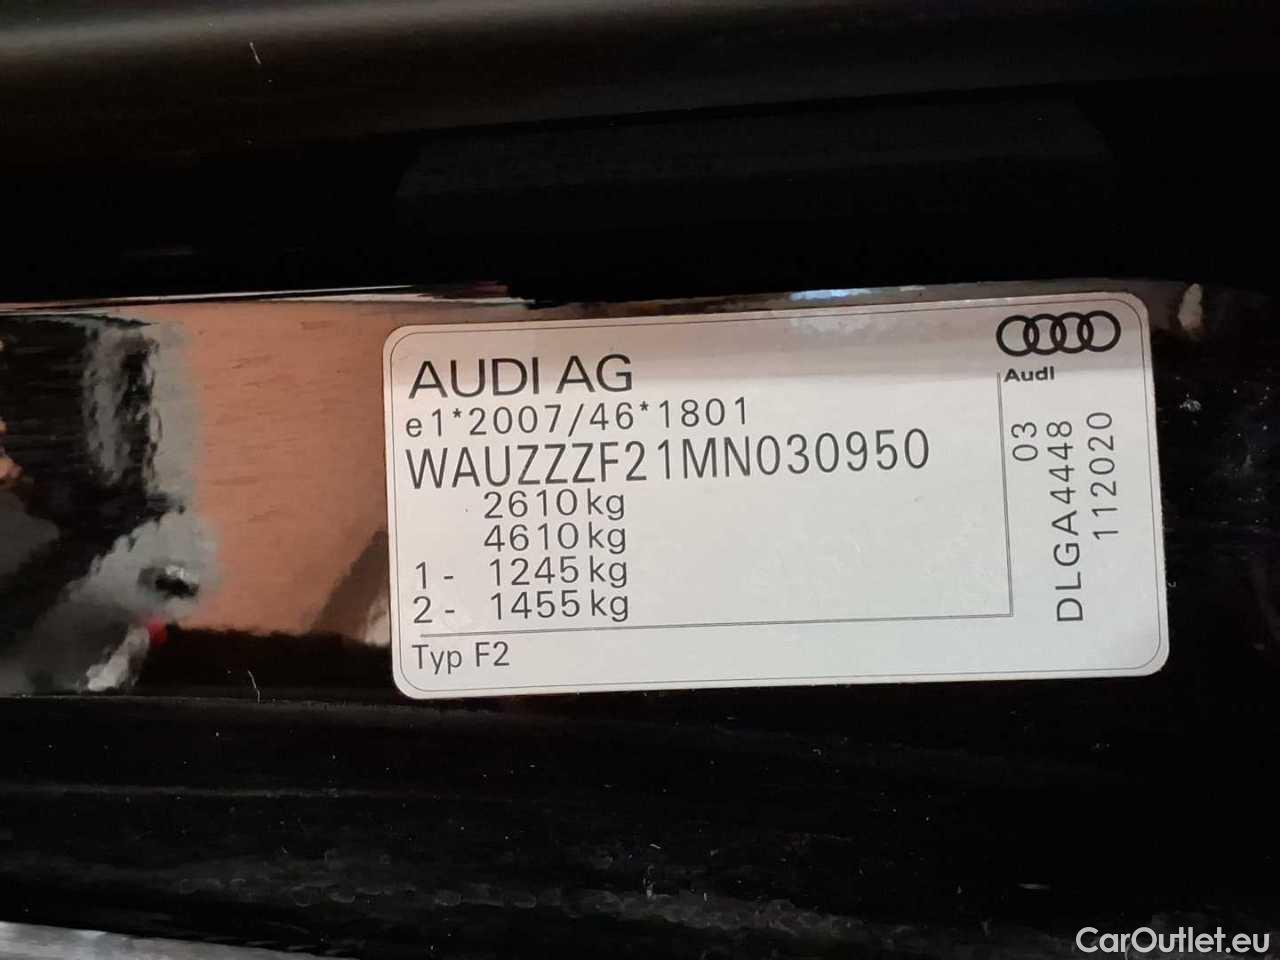 AUDI AG
e1*2007/46*1801
WAUZZZF21MN030950
2610 kg
4610 kg
1 - 1245 kg
2 - 1455 kg
Typ F2
Audi
03
DLGA4448
112020
CarOutlet.eu